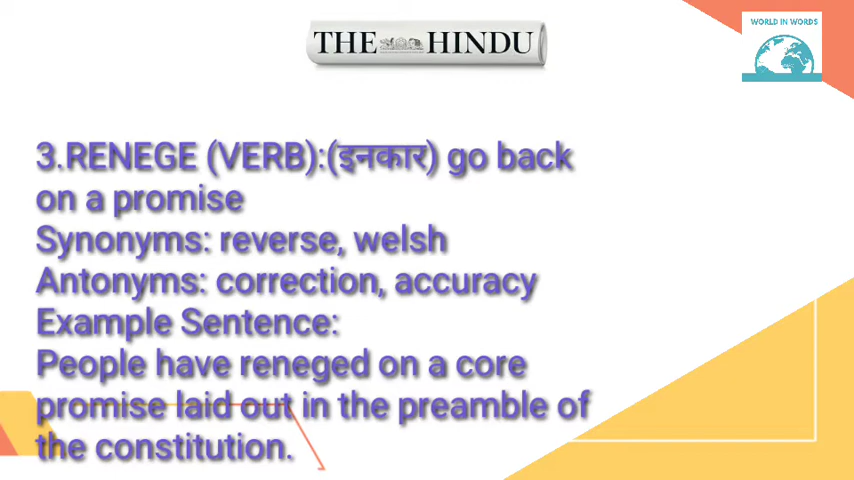 THE HINDU
WORLD IN WORDS
3.RENEGE (VERB):(इनकार) go back
on a promise
Synonyms: reverse, welsh
Antonyms: correction, accuracy
Example Sentence:
People have reneged on a core
promise laid out in the preamble of
the constitution.